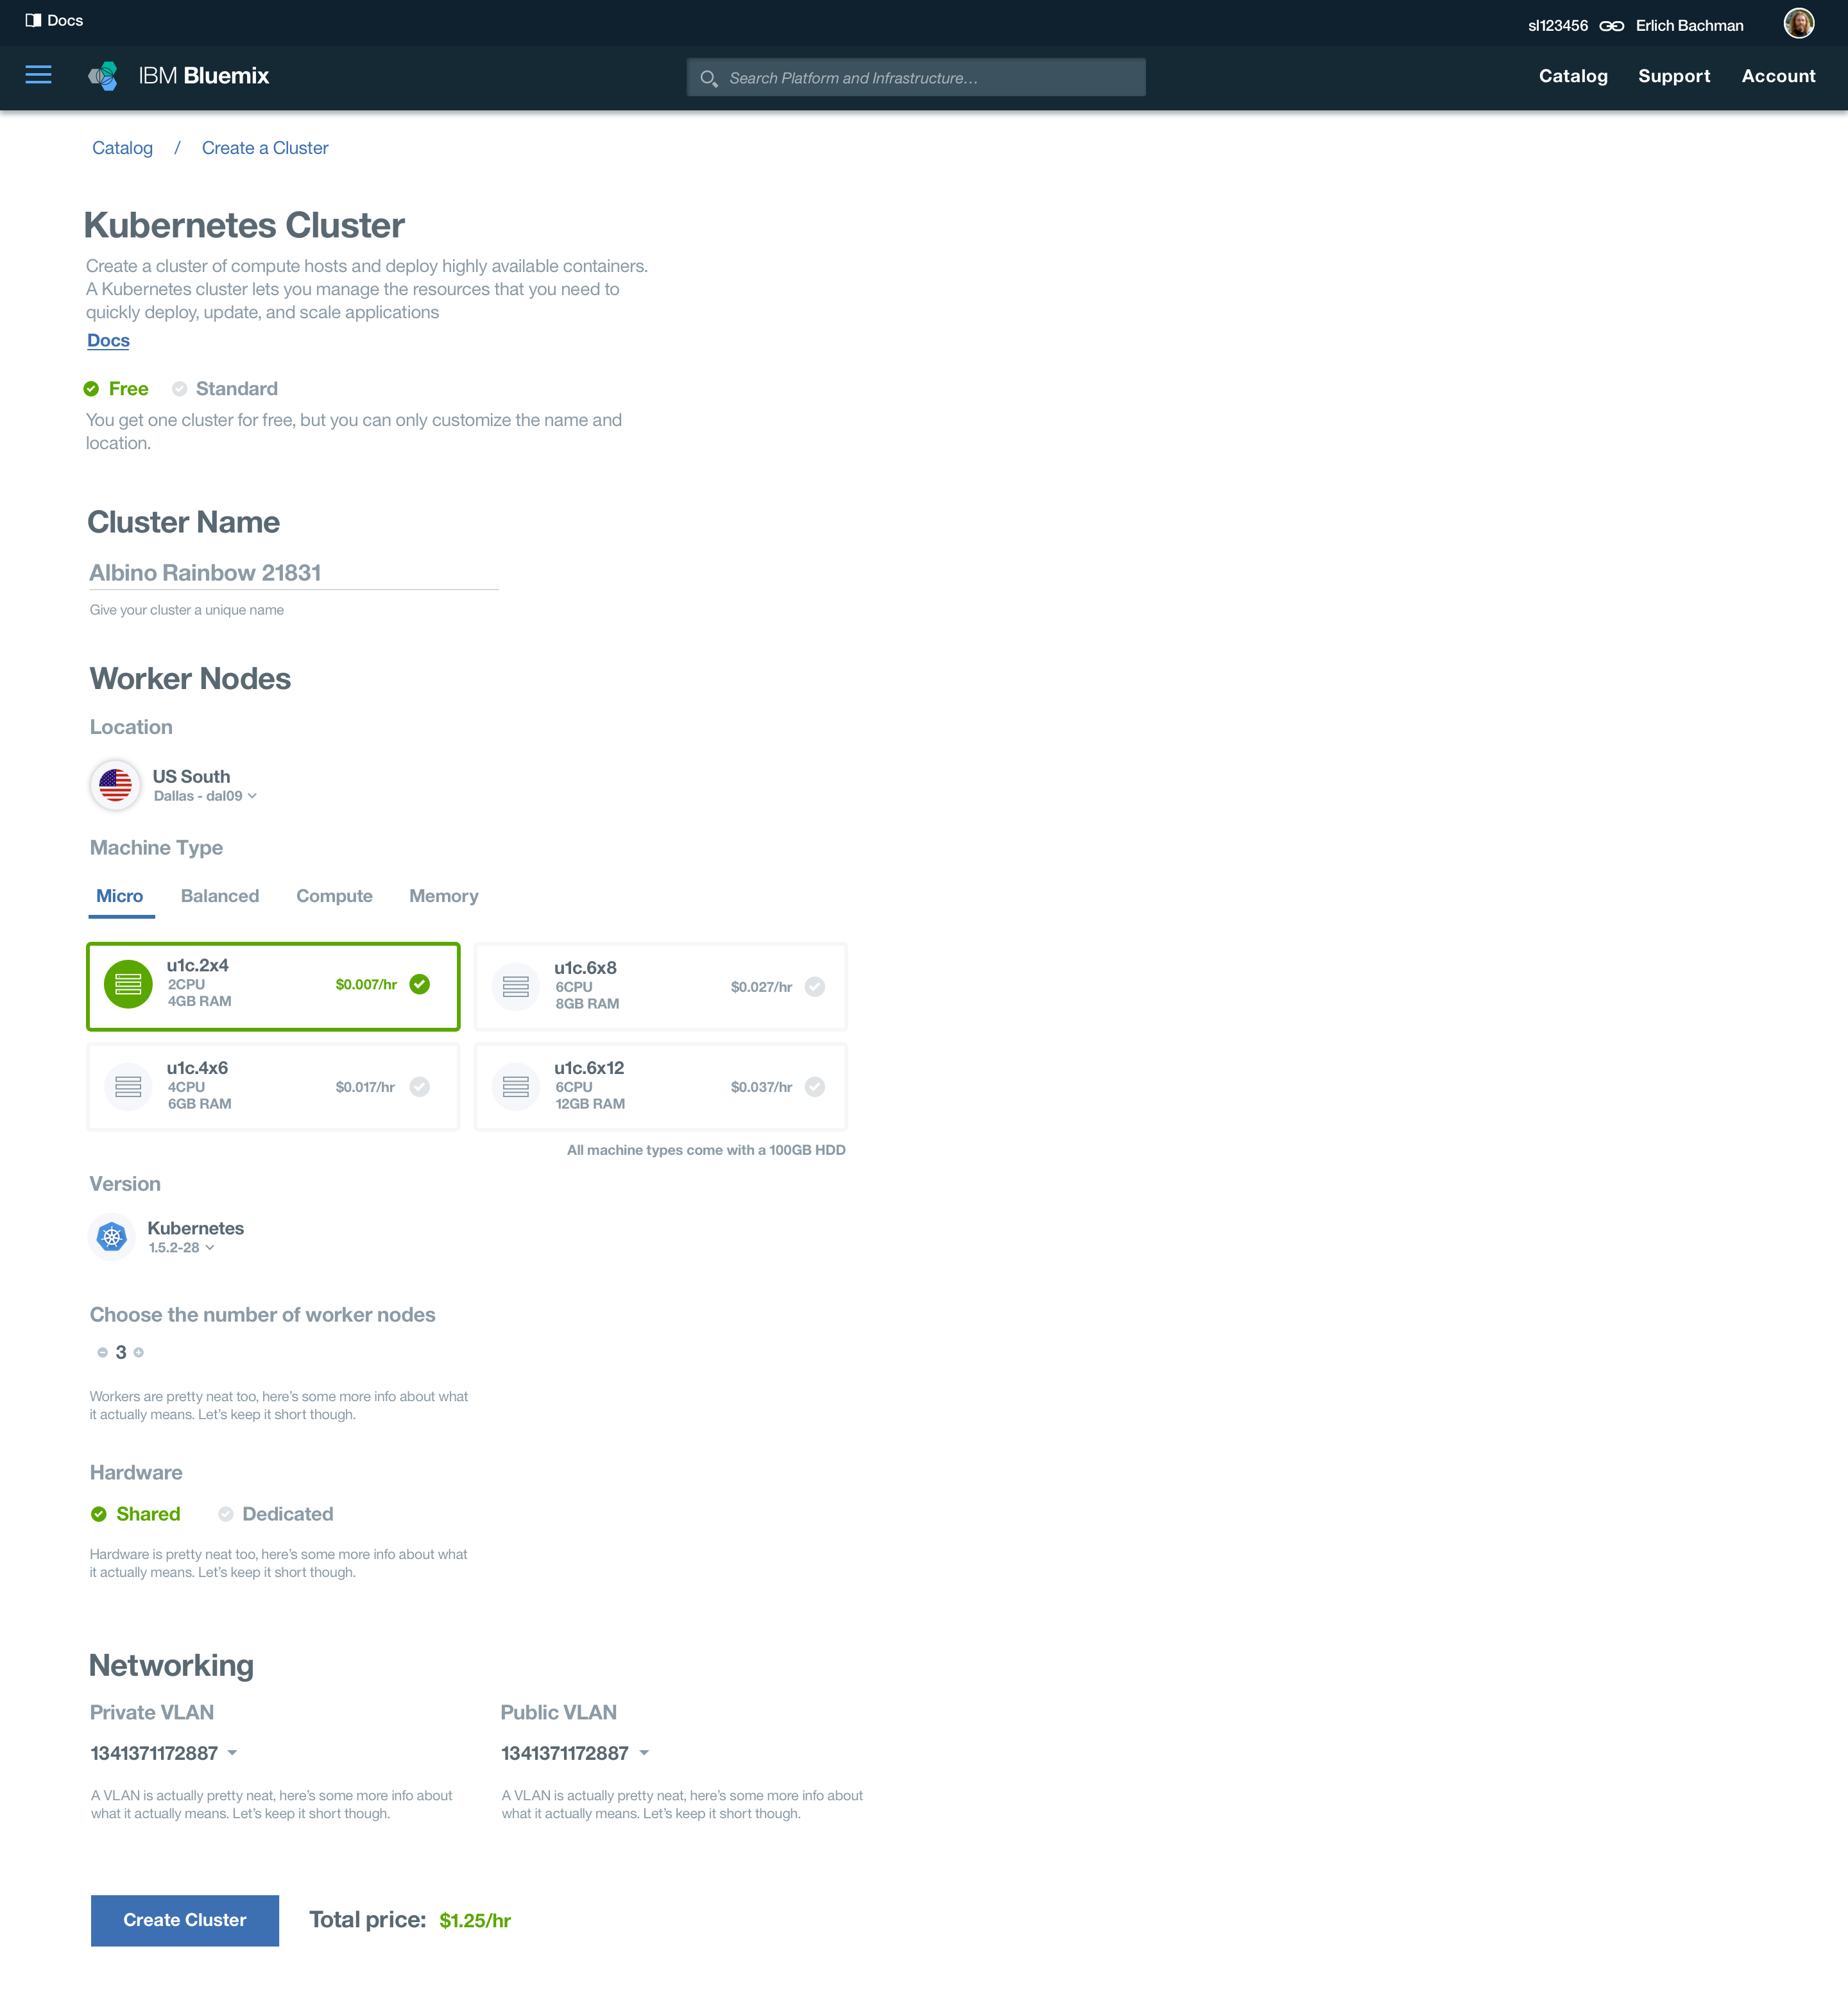 Docs
sl123456 Erlich Bachman
IBM Bluemix
Search Platform and Infrastructure...
Catalog Support Account
Catalog / Create a Cluster
Kubernetes Cluster
Create a cluster of compute hosts and deploy highly available containers.
A Kubernetes cluster lets you manage the resources that you need to
quickly deploy, update, and scale applications
Docs
Free Standard
You get one cluster for free, but you can only customize the name and
location.
Cluster Name
Albino Rainbow 21831
Give your cluster a unique name
Worker Nodes
Location
US South
Dallas - dal09
Machine Type
Micro Balanced Compute Memory
u1c.2x4
2CPU
4GB RAM
$0.007/hr
u1c.6x8
6CPU
8GB RAM
$0.027/hr
u1c.4x6
4CPU
6GB RAM
$0.017/hr
u1c.6x12
6CPU
12GB RAM
$0.037/hr
All machine types come with a 100GB HDD
Version
Kubernetes
1.5.2-28
Choose the number of worker nodes
3
Workers are pretty neat too, here's some more info about what
it actually means. Let's keep it short though.
Hardware
Shared Dedicated
Hardware is pretty neat too, here's some more info about what
it actually means. Let's keep it short though.
Networking
Private VLAN
1341371172887
A VLAN is actually pretty neat, here's some more info about
what it actually means. Let's keep it short though.
Public VLAN
1341371172887
A VLAN is actually pretty neat, here's some more info about
what it actually means. Let's keep it short though.
Create Cluster
Total price: $1.25/hr